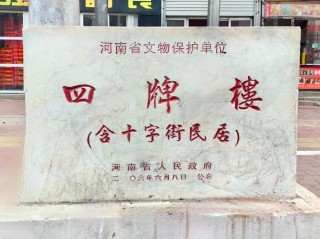 河南省文物保护单位
四牌樓
(含十字街民居)
河南省人民政府
二〇〇六年六月八日 公布